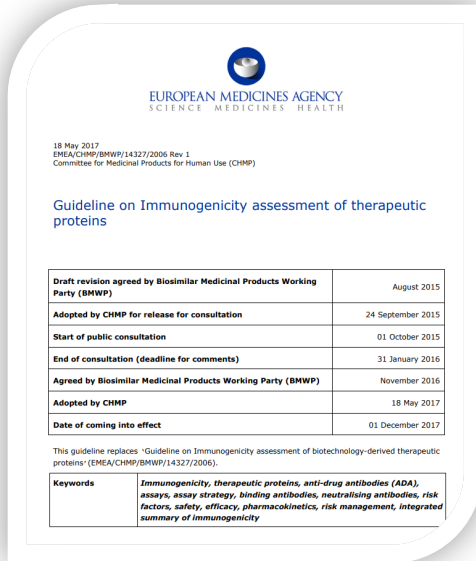 EUROPEAN MEDICINES AGENCY
SCIENCE MEDICINES HEALTH
18 May 2017
EMEA/CHMP/BMWP/14327/2006 Rev 1
Committee for Medicinal Products for Human Use (CHMP)
Guideline on Immunogenicity assessment of therapeutic
proteins
Draft revision agreed by Biosimilar Medicinal Products Working
Party (BMWP)
August 2015
Adopted by CHMP for release for consultation
24 September 2015
Start of public consultation
01 October 2015
End of consultation (deadline for comments)
31 January 2016
Agreed by Biosimilar Medicinal Products Working Party (BMWP)
November 2016
Adopted by CHMP
18 May 2017
Date of coming into effect
01 December 2017
This guideline replaces 'Guideline on Immunogenicity assessment of biotechnology-derived therapeutic
proteins' (EMEA/CHMP/BMWP/14327/2006).
Keywords
Immunogenicity, therapeutic proteins, anti-drug antibodies (ADA),
assays, assay strategy, binding antibodies, neutralising antibodies, risk
factors, safety, efficacy, pharmacokinetics, risk management, integrated
summary of immunogenicity